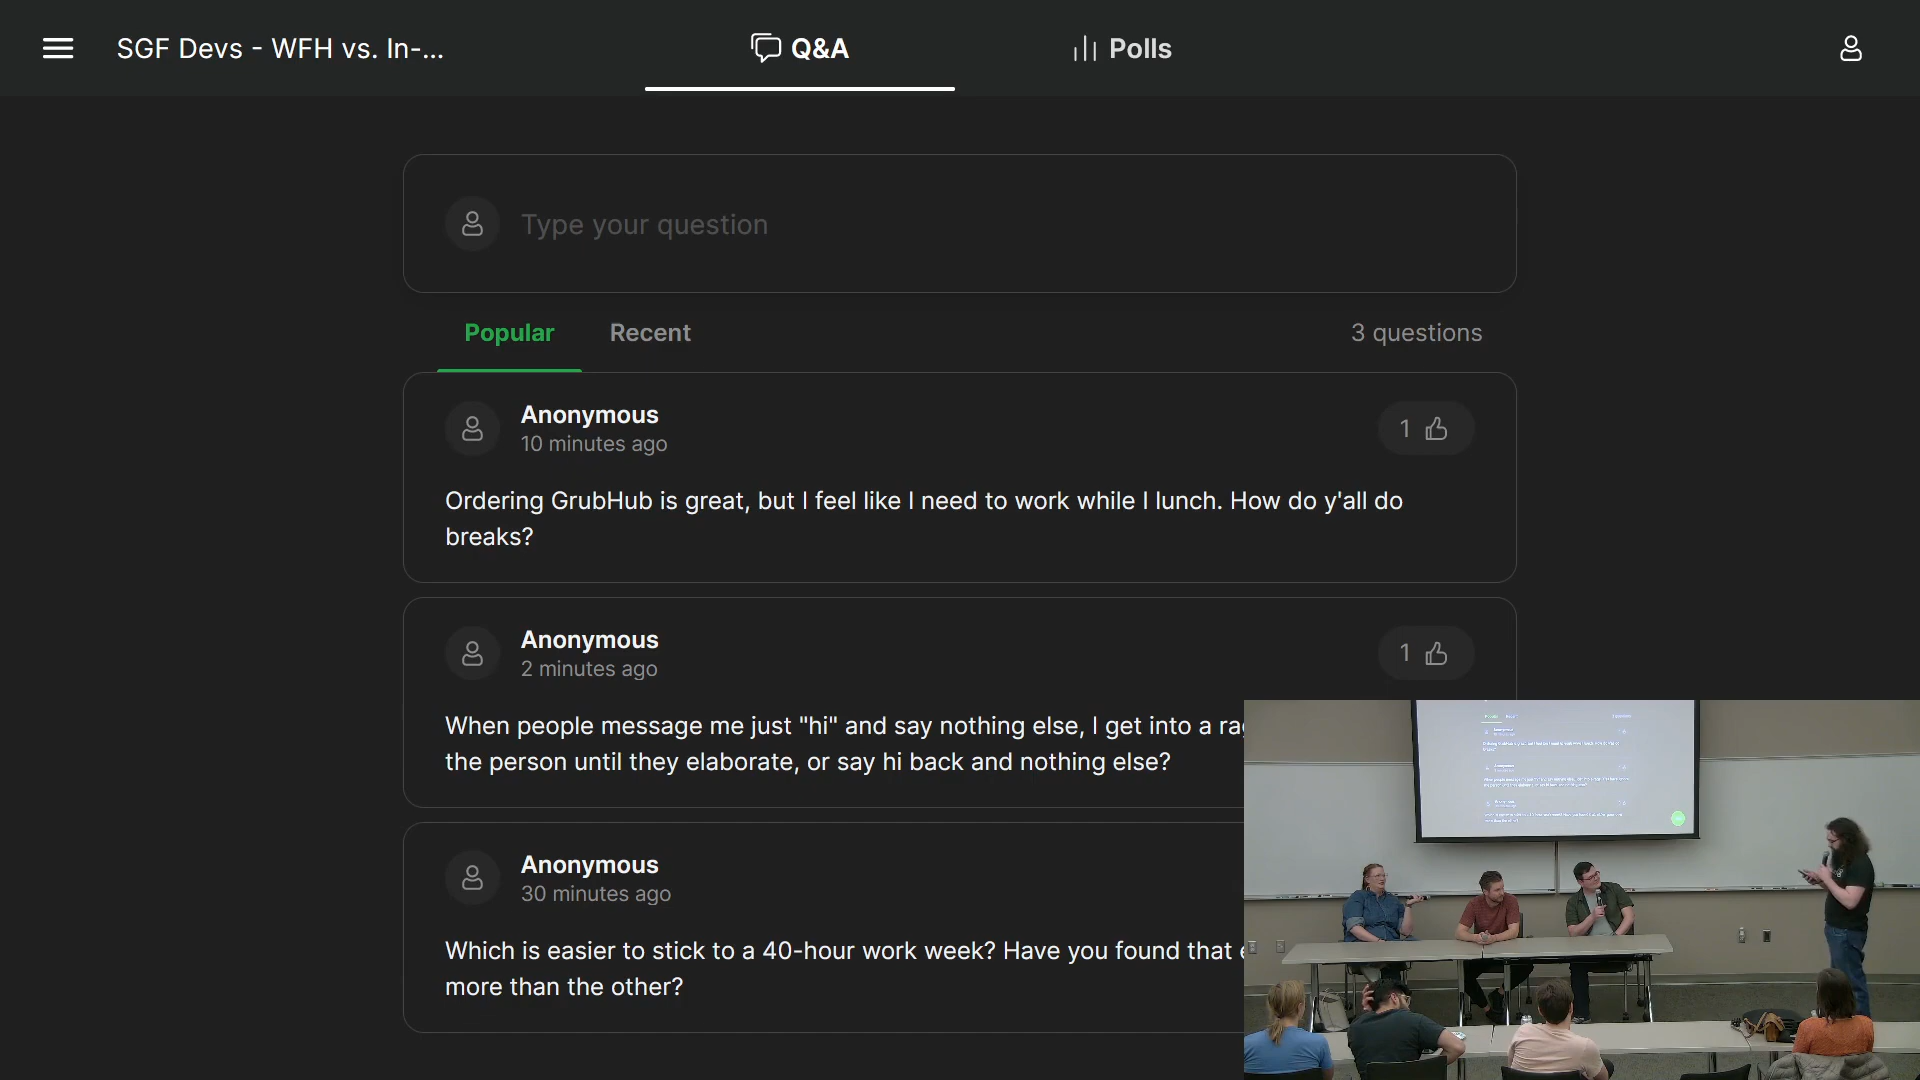 SGF Devs - WFH vs. In-...
Q&A
Polls
Type your question
Popular
Recent
3 questions
Anonymous
10 minutes ago
1
Ordering GrubHub is great, but I feel like I need to work while I lunch. How do y'all do
breaks?
Anonymous
2 minutes ago
1
When people message me just "hi" and say nothing else, I get into a
the person until they elaborate, or say hi back and nothing else?
Anonymous
30 minutes ago
Which is easier to stick to a 40-hour work week? Have you found that
more than the other?